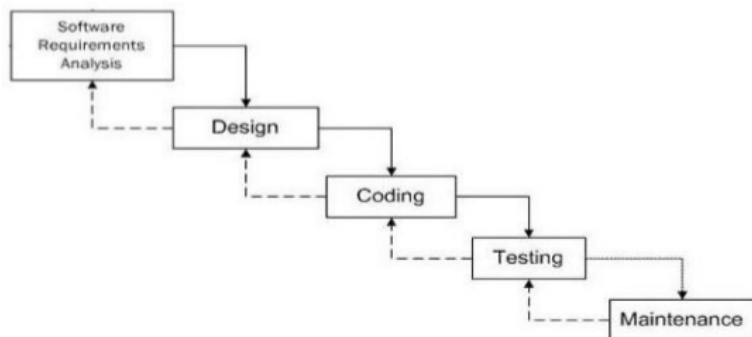 Software
Requirements
Analysis
Design
Coding
Testing
Maintenance